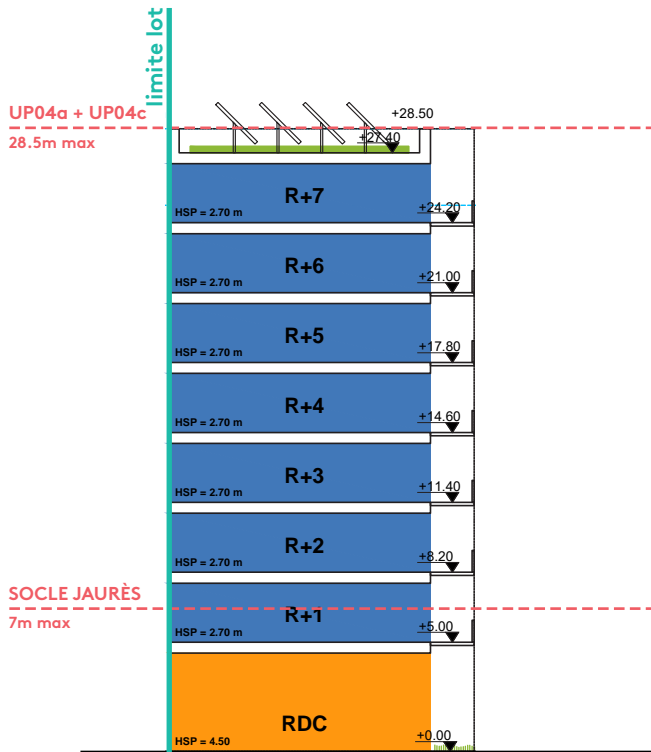 limite lot
UP04a + UP04c
28.5m max
+28.50
+27.40
R+7
HSP = 2.70 m
+24.20
R+6
HSP = 2.70 m
+21.00
R+5
HSP = 2.70 m
+17.80
R+4
HSP = 2.70 m
+14.60
R+3
HSP = 2.70 m
+11.40
R+2
HSP = 2.70 m
+8.20
SOCLE JAURÈS
7m max
R+1
HSP = 2.70 m
+5.00
RDC
HSP = 4.50
+0.00